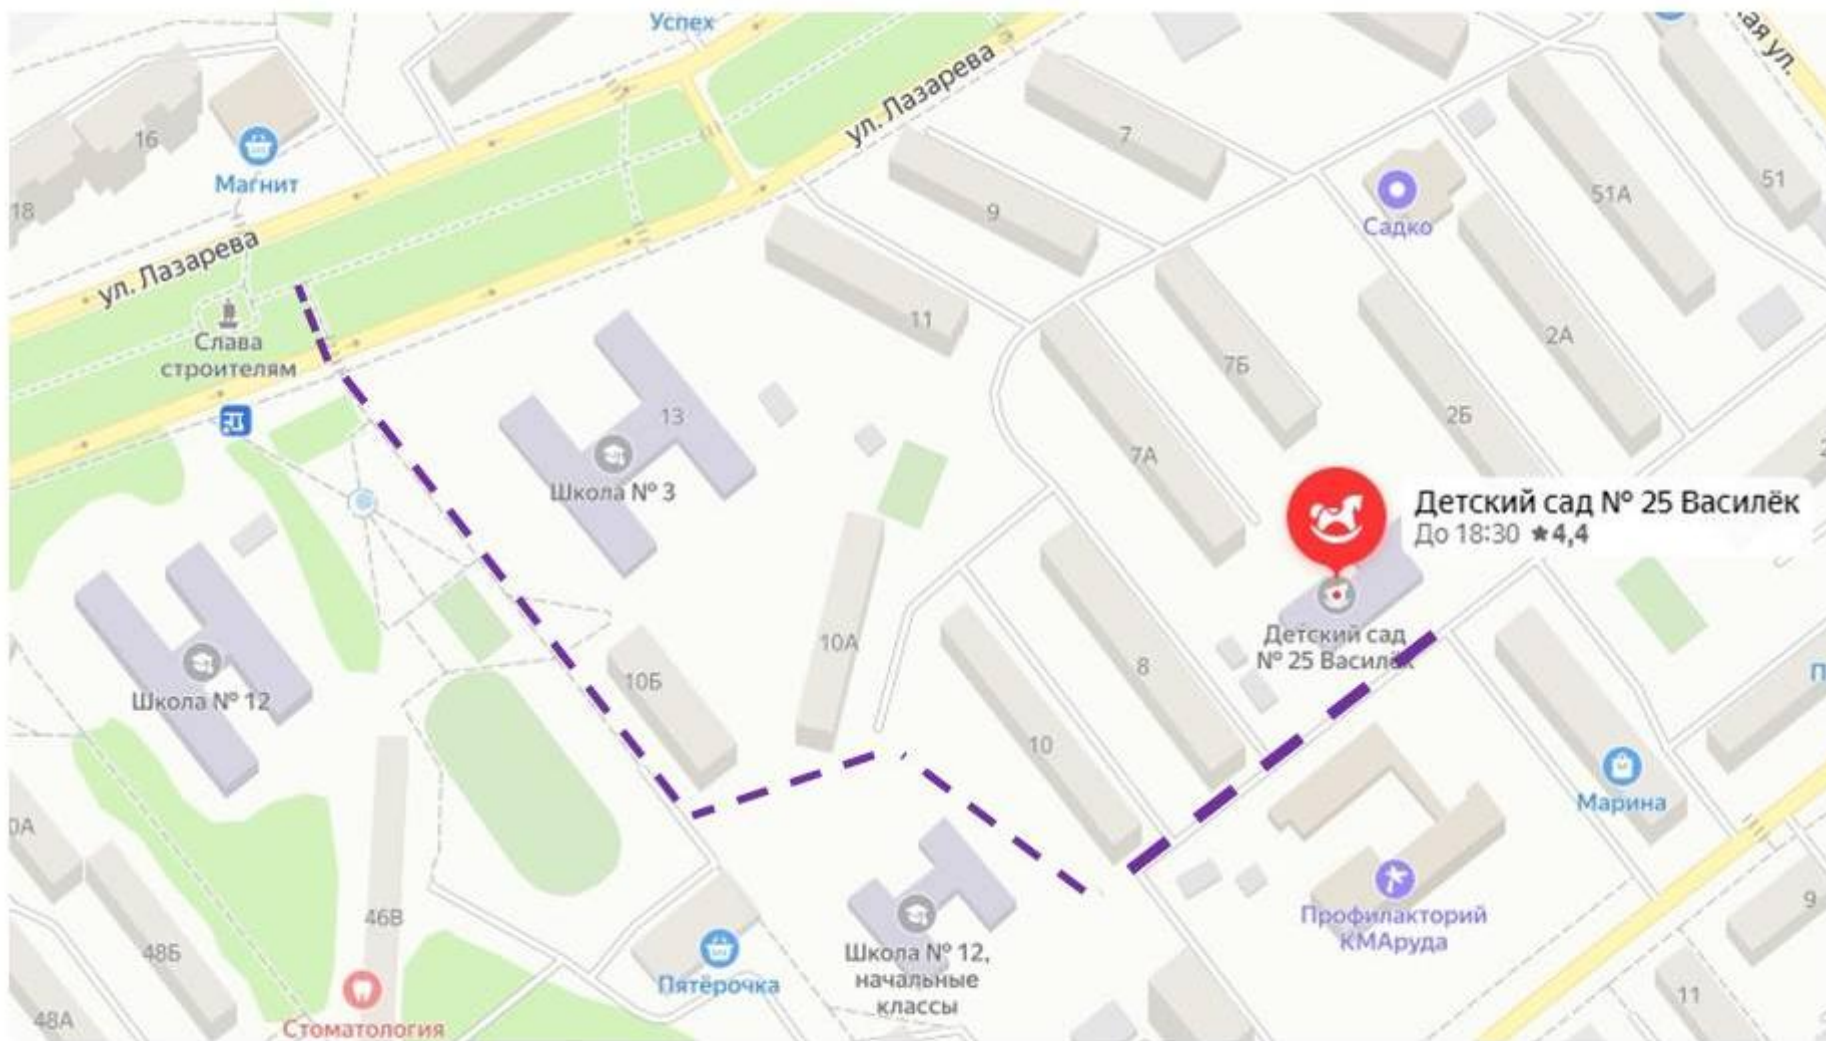 Успех
ая ул.
ул. Лазарева
16
7
Магнит
51А
51
18
9
Садко
ул. Лазарева
11
2А
Слава
строителям
7Б
13
2Б
7А
Школа № 3
Детский сад № 25 Василёк
До 18:30 ★4,4
10А
Детский сад
№ 25 Василёк
8
10Б
Школа № 12
10
Марина
0А
46В
9
Профилакторий
КМАруда
48Б
Школа № 12,
начальные
классы
Пятёрочка
11
48А
Стоматология